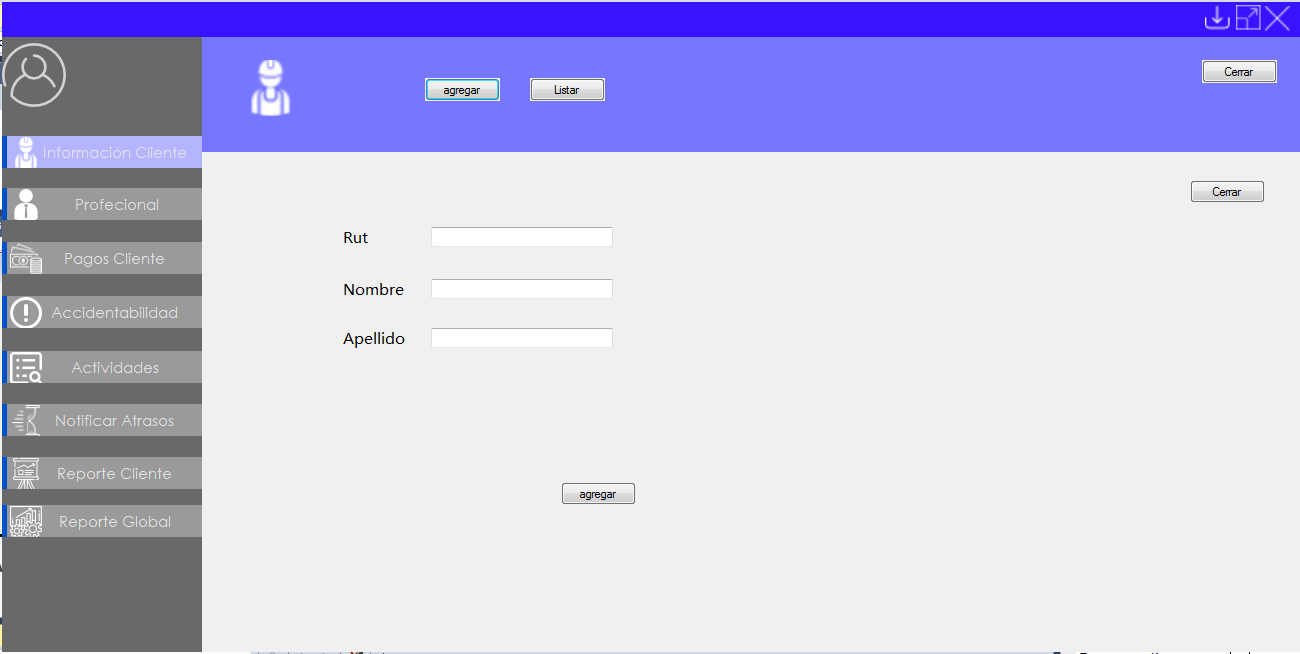 Cerrar
agregar
Listar
Información Cliente
Profecional
Pagos Cliente
Accidentabilidad
Actividades
Notificar Atrasos
Reporte Cliente
Reporte Global
Cerrar
Rut
Nombre
Apellido
agregar